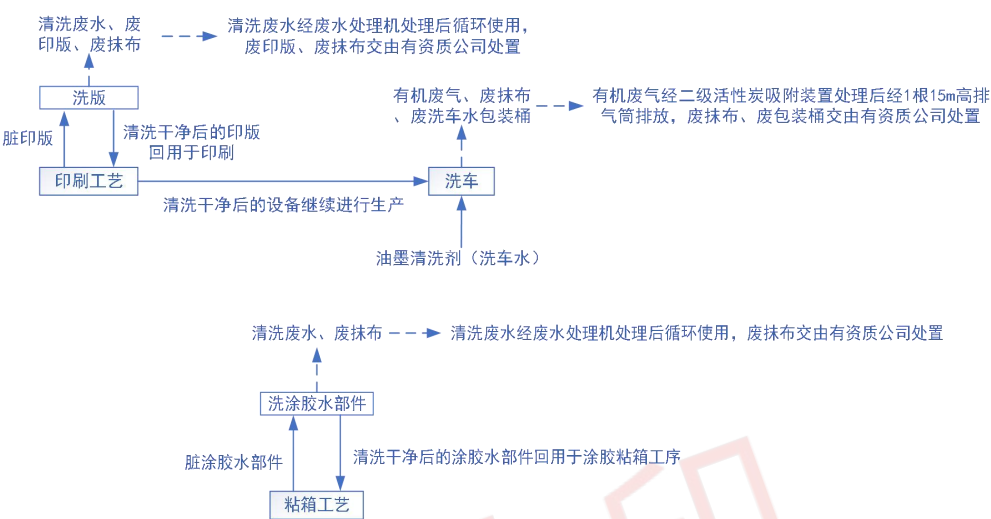 清洗废水、废
印版、废抹布
清洗废水经废水处理机处理后循环使用，
废印版、废抹布交由有资质公司处置
洗版
脏印版
清洗干净后的印版
回用于印刷
印刷工艺
有机废气、废抹布
、废洗车水包装桶
有机废气经二级活性炭吸附装置处理后经1根15m高排
气筒排放，废抹布、废包装桶交由有资质公司处置
洗车
清洗干净后的设备继续进行生产
油墨清洗剂（洗车水）
清洗废水、废抹布
清洗废水经废水处理机处理后循环使用，废抹布交由有资质公司处置
洗涂胶水部件
脏涂胶水部件
清洗干净后的涂胶水部件回用于涂胶粘箱工序
粘箱工艺
印